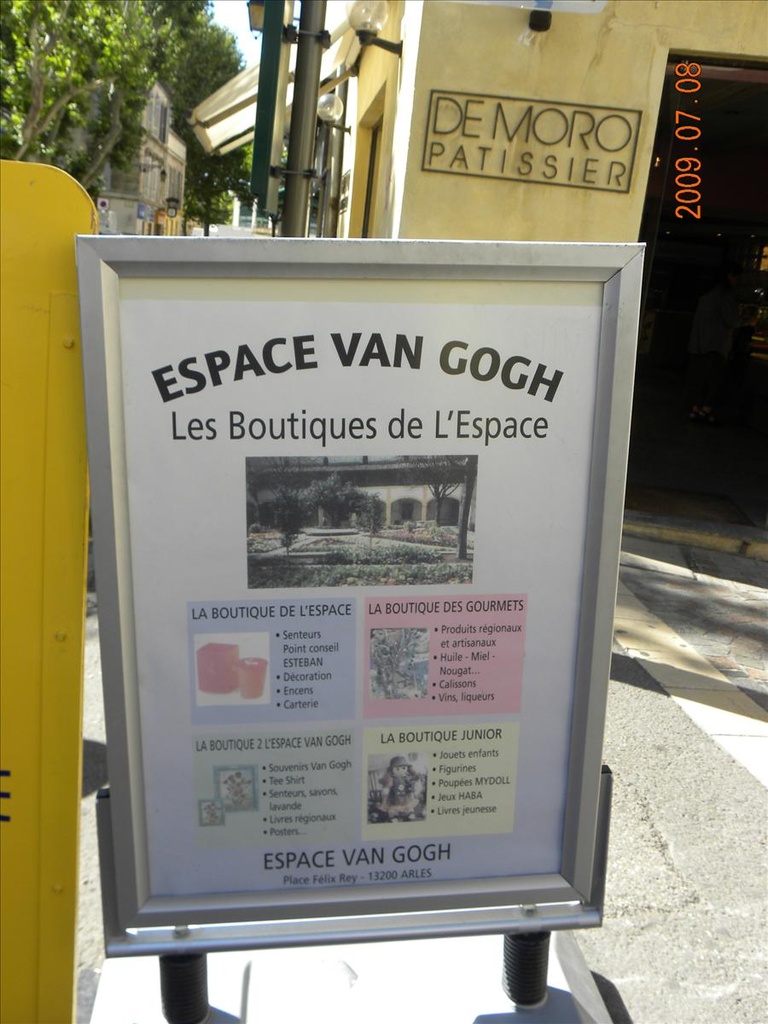 DE MORO
PATISSIER
2009.07.08
ESPACE VAN GOGH
Les Boutiques de L'Espace
LA BOUTIQUE DE L'ESPACE
• Senteurs
Point conseil
ESTEBAN
• Décoration
• Encens
• Carterie
LA BOUTIQUE DES GOURMETS
• Produits régionaux
et artisanaux
• Huile - Miel -
Nougat...
• Calissons
• Vins, liqueurs
LA BOUTIQUE 2 L'ESPACE VAN GOGH
• Souvenirs Van Gogh
• Tee Shirt
• Senteurs, savons,
lavande
• Livres régionaux
• Posters...
LA BOUTIQUE JUNIOR
• Jouets enfants
• Figurines
• Poupées MYDOLL
• Jeux HABA
• Livres jeunesse
ESPACE VAN GOGH
Place Félix Rey - 13200 ARLES